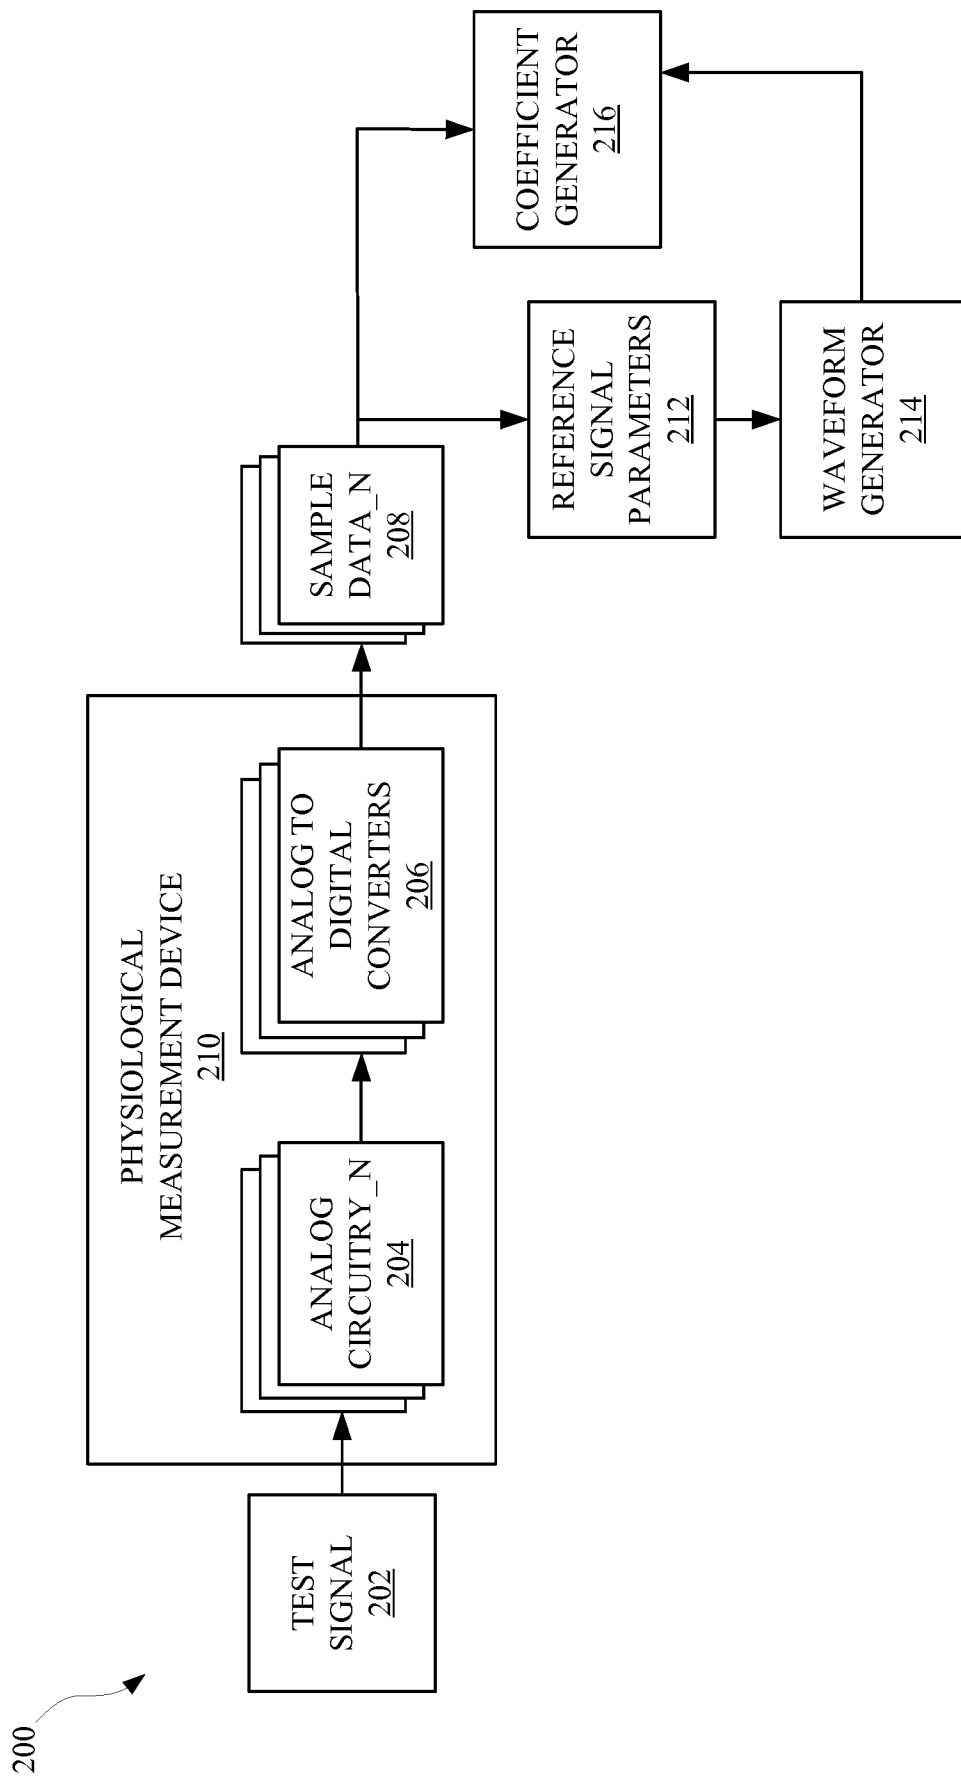 200
TEST
SIGNAL
202
PHYSIOLOGICAL
MEASUREMENT DEVICE
210
ANALOG
CIRCUITRY_N
204
ANALOG TO
DIGITAL
CONVERTERS
206
SAMPLE
DATA_N
208
REFERENCE
SIGNAL
PARAMETERS
212
WAVEFORM
GENERATOR
214
COEFFICIENT
GENERATOR
216